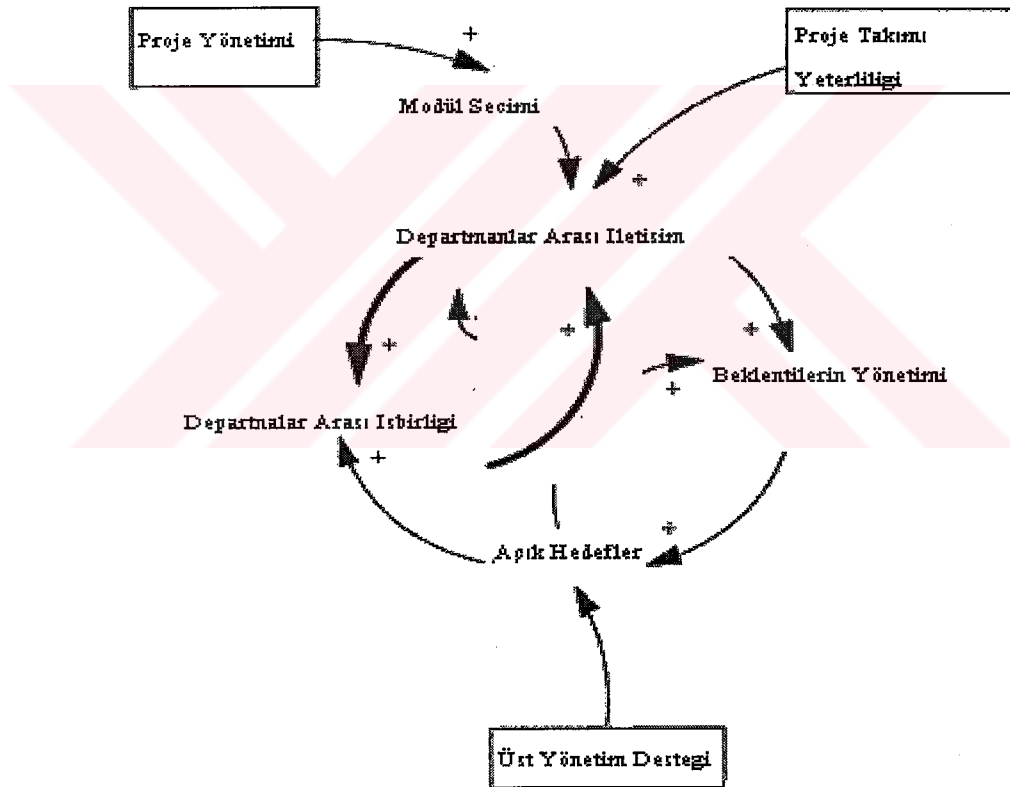 Proje Yönetimi
+
Proje Takımı
Yeterliligi
Modül Secimi
+
Departmanlar Arası Iletisim
+
+
+
Beklentilerin Yönetimi
+
Departmalar Arası Isbirligi
+
+
Açık Hedefler
Üst Yönetim Destegi